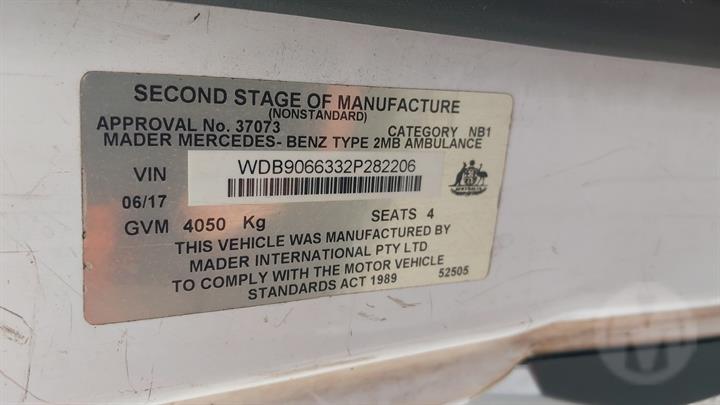 SECOND STAGE OF MANUFACTURE
(NONSTANDARD)
APPROVAL No. 37073 CATEGORY NB1
MADER MERCEDES- BENZ TYPE 2MB AMBULANCE
VIN WDB9066332P282206
06/17
GVM 4050 Kg SEATS 4
THIS VEHICLE WAS MANUFACTURED BY
MADER INTERNATIONAL PTY LTD
TO COMPLY WITH THE MOTOR VEHICLE
STANDARDS ACT 1989 52505